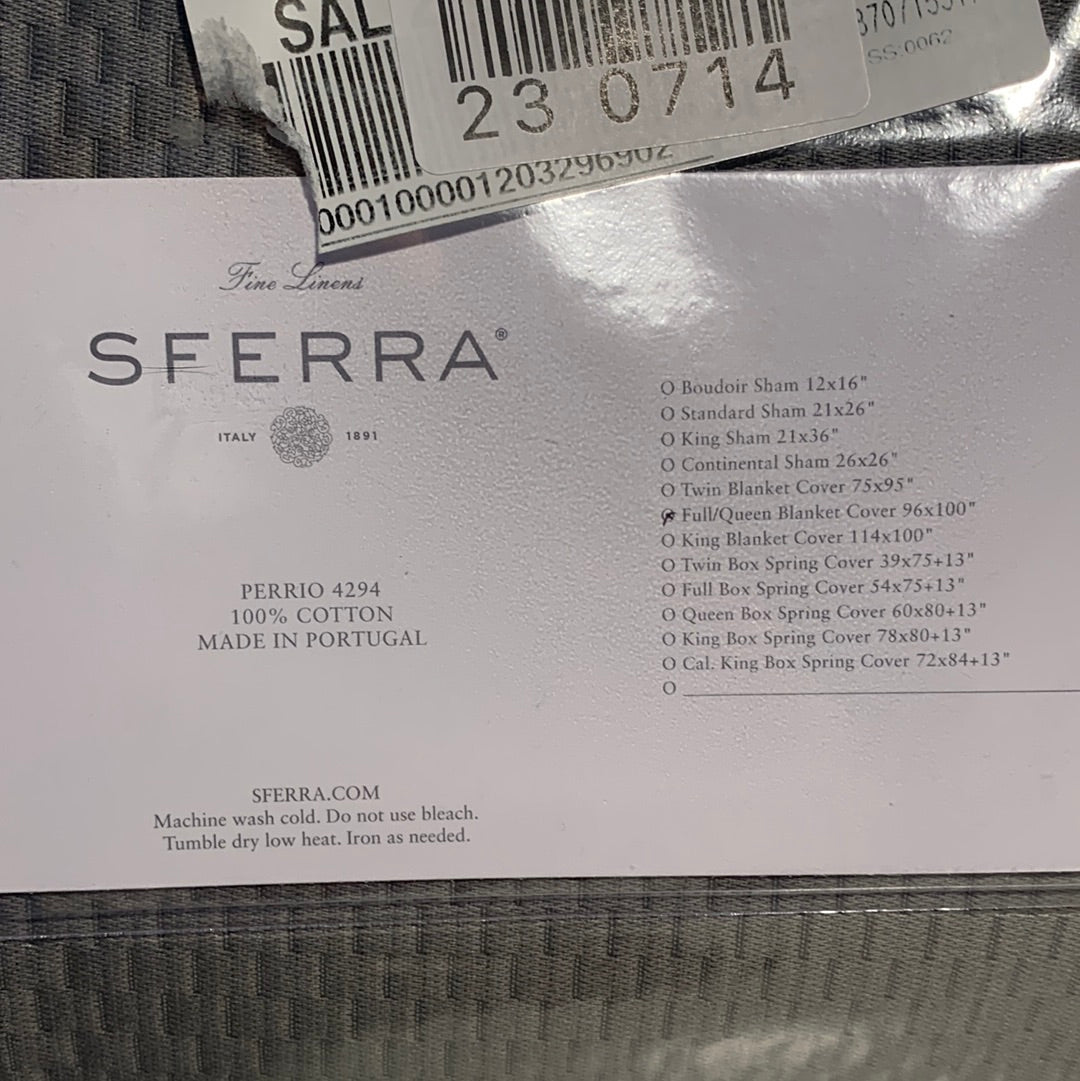 SAL
23 0714
SS:0062
Fine Linens
SFERRA®
ITALY 1891
PERRIO 4294
100% COTTON
MADE IN PORTUGAL
SFERRA.COM
Machine wash cold. Do not use bleach.
Tumble dry low heat. Iron as needed.
O Boudoir Sham 12x16"
O Standard Sham 21x26"
O King Sham 21x36"
O Continental Sham 26x26"
O Twin Blanket Cover 75x95"
O Full/Queen Blanket Cover 96x100"
O King Blanket Cover 114x100"
O Twin Box Spring Cover 39x75+13"
O Full Box Spring Cover 54x75+13"
O Queen Box Spring Cover 60x80+13"
O King Box Spring Cover 78x80+13"
O Cal. King Box Spring Cover 72x84+13"
O